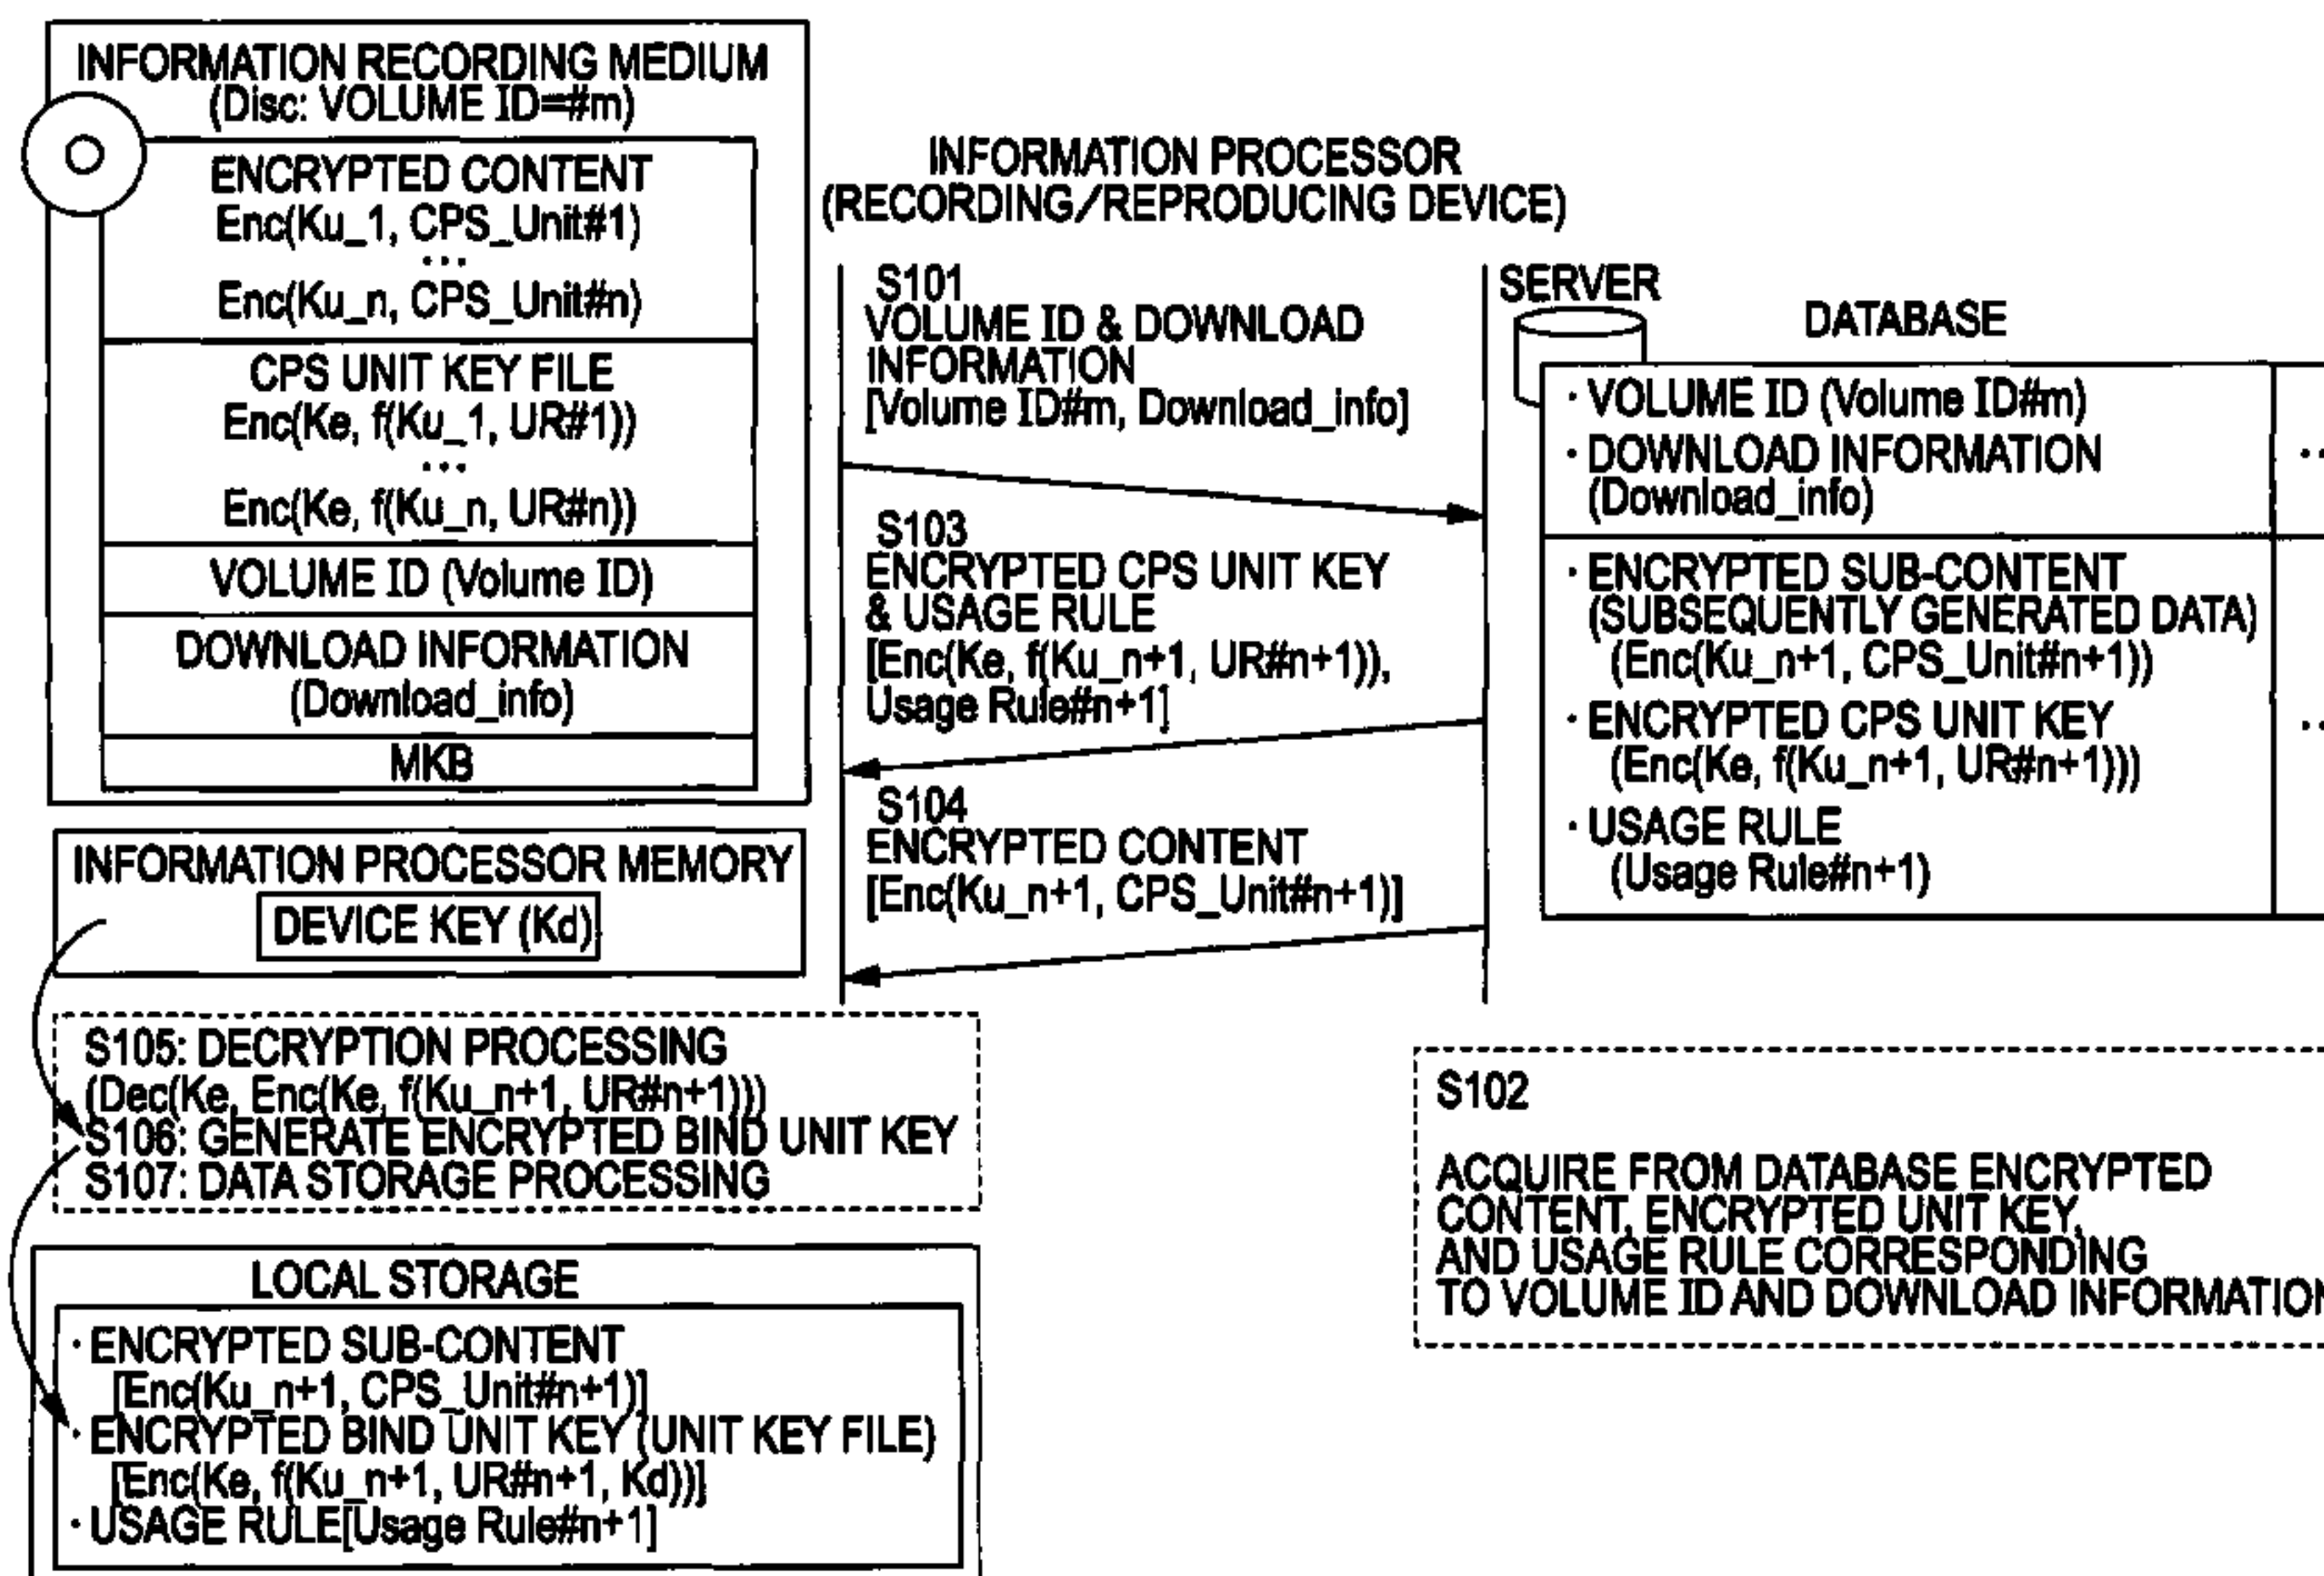 INFORMATION RECORDING MEDIUM
(Disc: VOLUME ID=#m)
ENCRYPTED CONTENT
Enc(Ku_1, CPS_Unit#1)
...
Enc(Ku_n, CPS_Unit#n)
CPS UNIT KEY FILE
Enc(Ke, f(Ku_1, UR#1))
...
Enc(Ke, f(Ku_n, UR#n))
VOLUME ID (Volume ID)
DOWNLOAD INFORMATION
(Download_info)
MKB
INFORMATION PROCESSOR MEMORY
DEVICE KEY (Kd)
INFORMATION PROCESSOR
(RECORDING/REPRODUCING DEVICE)
S101
VOLUME ID & DOWNLOAD
INFORMATION
[Volume ID#m, Download_info]
S103
ENCRYPTED CPS UNIT KEY
& USAGE RULE
[Enc(Ke, f(Ku_n+1, UR#n+1)),
Usage Rule#n+1]
S104
ENCRYPTED CONTENT
[Enc(Ku_n+1, CPS_Unit#n+1)]
SERVER
DATABASE
· VOLUME ID (Volume ID#m)
· DOWNLOAD INFORMATION
(Download_info)
..
· ENCRYPTED SUB-CONTENT
(SUBSEQUENTLY GENERATED DATA)
(Enc(Ku_n+1, CPS_Unit#n+1))
· ENCRYPTED CPS UNIT KEY
(Enc(Ke, f(Ku_n+1, UR#n+1)))
· USAGE RULE
(Usage Rule#n+1)
..
S105: DECRYPTION PROCESSING
(Dec(Ke, Enc(Ke, f(Ku_n+1, UR#n+1)))
S106: GENERATE ENCRYPTED BIND UNIT KEY
S107: DATA STORAGE PROCESSING
S102
ACQUIRE FROM DATABASE ENCRYPTED
CONTENT, ENCRYPTED UNIT KEY,
AND USAGE RULE CORRESPONDING
TO VOLUME ID AND DOWNLOAD INFORMATION
LOCAL STORAGE
· ENCRYPTED SUB-CONTENT
[Enc(Ku_n+1, CPS_Unit#n+1)]
· ENCRYPTED BIND UNIT KEY (UNIT KEY FILE)
[Enc(Ke, f(Ku_n+1, UR#n+1, Kd))]
· USAGE RULE[Usage Rule#n+1]